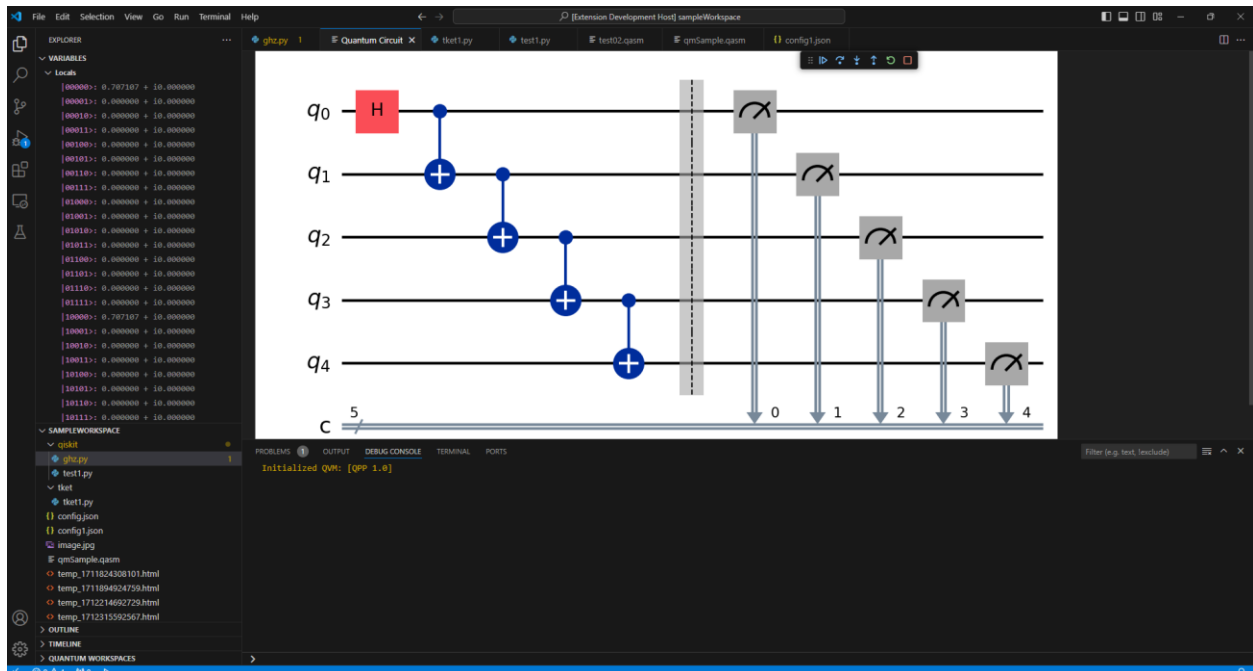 File Edit Selection View Go Run Terminal Help
[Extension Development Host] sampleWorkspace
EXPLORER
ghz.py 1
Quantum Circuit
tket1.py
test1.py
test02.qasm
qmSample.qasm
config1.json
VARIABLES
Locals
|00000>: 0.707107 + i0.000000
|00001>: 0.000000 + i0.000000
|00010>: 0.000000 + i0.000000
|00011>: 0.000000 + i0.000000
|00100>: 0.000000 + i0.000000
|00101>: 0.000000 + i0.000000
|00110>: 0.000000 + i0.000000
|00111>: 0.000000 + i0.000000
|01000>: 0.000000 + i0.000000
|01001>: 0.000000 + i0.000000
|01010>: 0.000000 + i0.000000
|01011>: 0.000000 + i0.000000
|01100>: 0.000000 + i0.000000
|01101>: 0.000000 + i0.000000
|01110>: 0.000000 + i0.000000
|01111>: 0.000000 + i0.000000
|10000>: 0.707107 + i0.000000
|10001>: 0.000000 + i0.000000
|10010>: 0.000000 + i0.000000
|10011>: 0.000000 + i0.000000
|10100>: 0.000000 + i0.000000
|10101>: 0.000000 + i0.000000
|10110>: 0.000000 + i0.000000
|10111>: 0.000000 + i0.000000
SAMPLEWORKSPACE
qiskit
ghz.py 1
test1.py
tket
tket1.py
config.json
config1.json
image.jpg
qmSample.qasm
temp_1711824308101.html
temp_1711894924759.html
temp_1712214692729.html
temp_1712315592567.html
OUTLINE
TIMELINE
QUANTUM WORKSPACES
q0 H
q1
q2
q3
q4
c 5 0 1 2 3 4
PROBLEMS 1 OUTPUT DEBUG CONSOLE TERMINAL PORTS
Filter (e.g. text, !exclude)
Initialized QVM: [QPP 1.0]